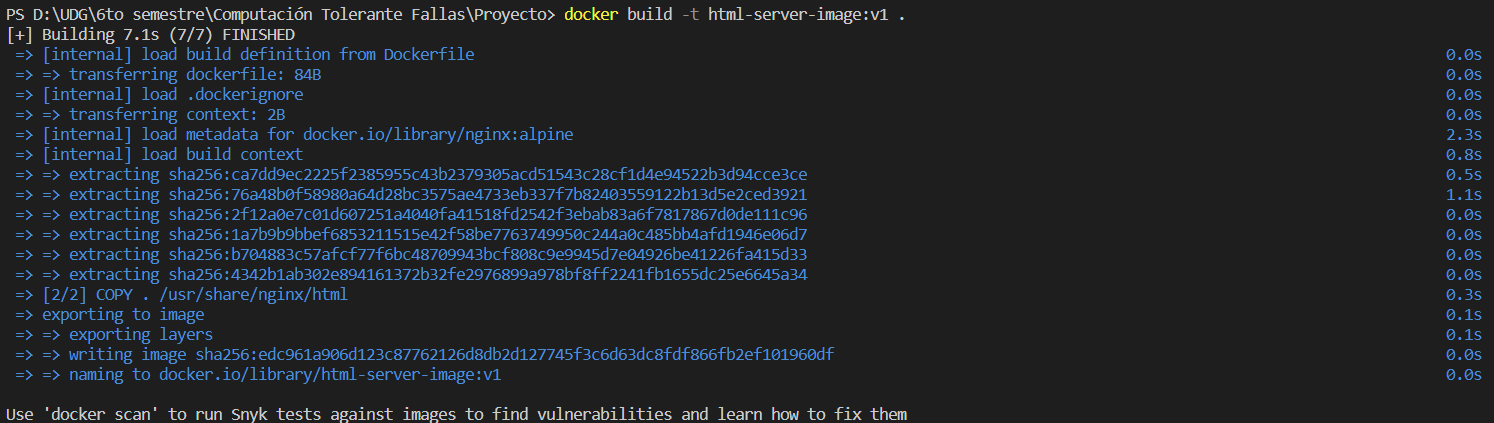 PS D:\UDG\6to semestre\Computación Tolerante Fallas\Proyecto> docker build -t html-server-image:v1 .
[+] Building 7.1s (7/7) FINISHED
=> [internal] load build definition from Dockerfile 0.0s
=> => transferring dockerfile: 84B 0.0s
=> [internal] load .dockerignore 0.0s
=> => transferring context: 2B 0.0s
=> [internal] load metadata for docker.io/library/nginx:alpine 2.3s
=> [internal] load build context 0.8s
=> => extracting sha256:ca7dd9ec2225f2385955c43b2379305acd51543c28cf1d4e94522b3d94cce3ce 0.5s
=> => extracting sha256:76a48b0f58980a64d28bc3575ae4733eb337f7b82403559122b13d5e2ced3921 1.1s
=> => extracting sha256:2f12a0e7c01d607251a4040fa41518fd2542f3ebab83a6f7817867d0de111c96 0.0s
=> => extracting sha256:1a7b9b9bbef6853211515e42f58be7763749950c244a0c485bb4afd1946e06d7 0.0s
=> => extracting sha256:b704883c57afcf77f6bc48709943bcf808c9e9945d7e04926be41226fa415d33 0.0s
=> => extracting sha256:4342b1ab302e894161372b32fe2976899a978bf8ff2241fb1655dc25e6645a34 0.0s
=> [2/2] COPY . /usr/share/nginx/html 0.3s
=> exporting to image 0.1s
=> => exporting layers 0.1s
=> => writing image sha256:edc961a906d123c87762126d8db2d127745f3c6d63dc8fdf866fb2ef101960df 0.0s
=> => naming to docker.io/library/html-server-image:v1 0.0s
Use 'docker scan' to run Snyk tests against images to find vulnerabilities and learn how to fix them